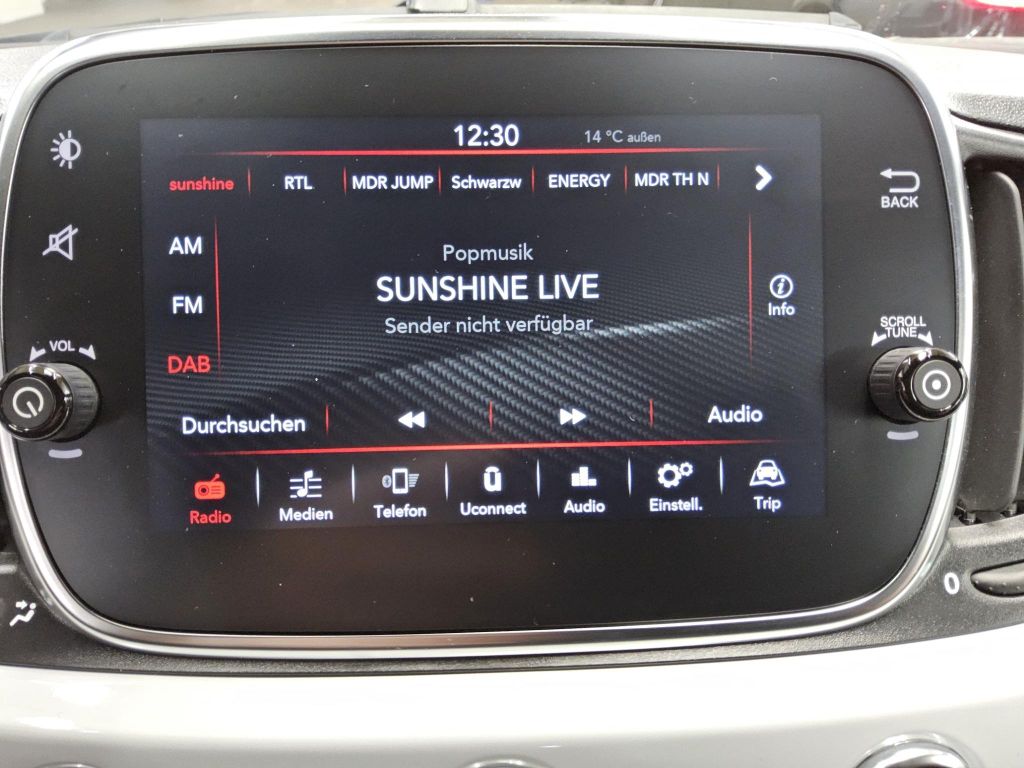 12:30 14 °C außen
sunshine RTL MDR JUMP Schwarzw ENERGY MDR TH N
BACK
AM
Popmusik
SUNSHINE LIVE
Info
FM
Sender nicht verfügbar
SCROLL
TUNE
VOL
DAB
Durchsuchen Audio
Radio Medien Telefon Uconnect Audio Einstell. Trip
0